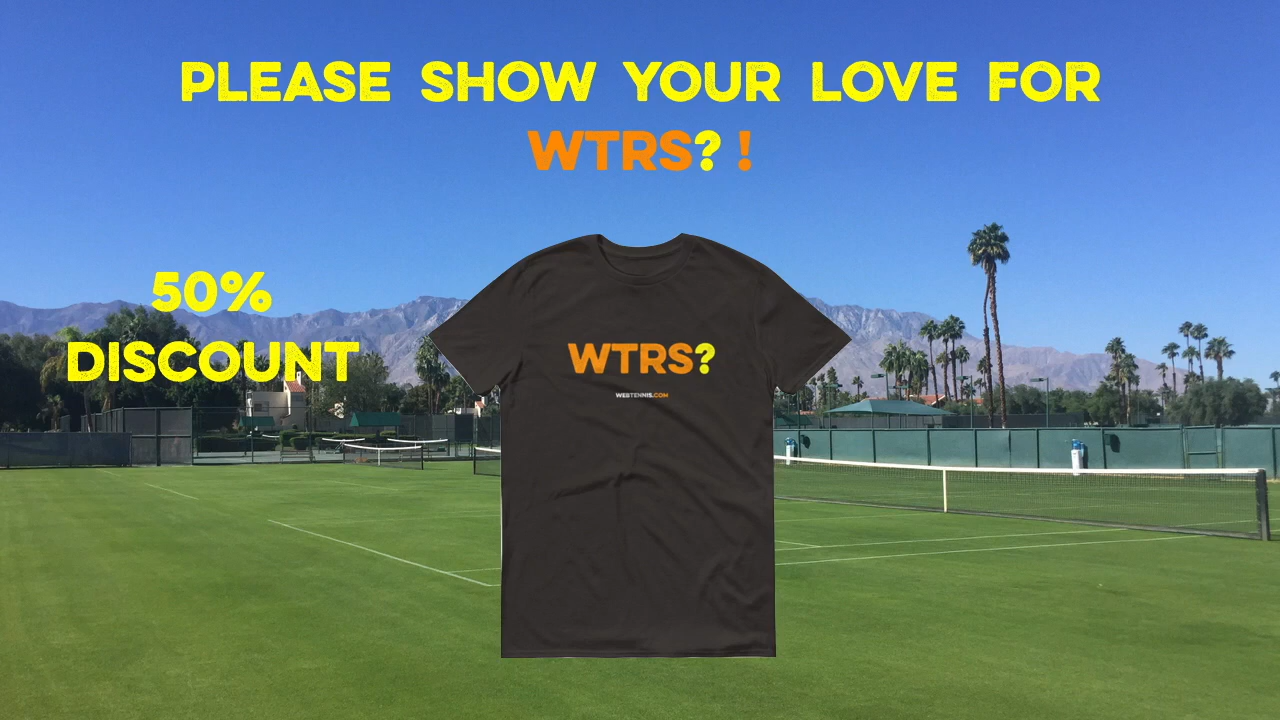 PLEASE SHOW YOUR LOVE FOR
WTRS? !
50%
DISCOUNT
WTRS?
WEBTENNIS.COM